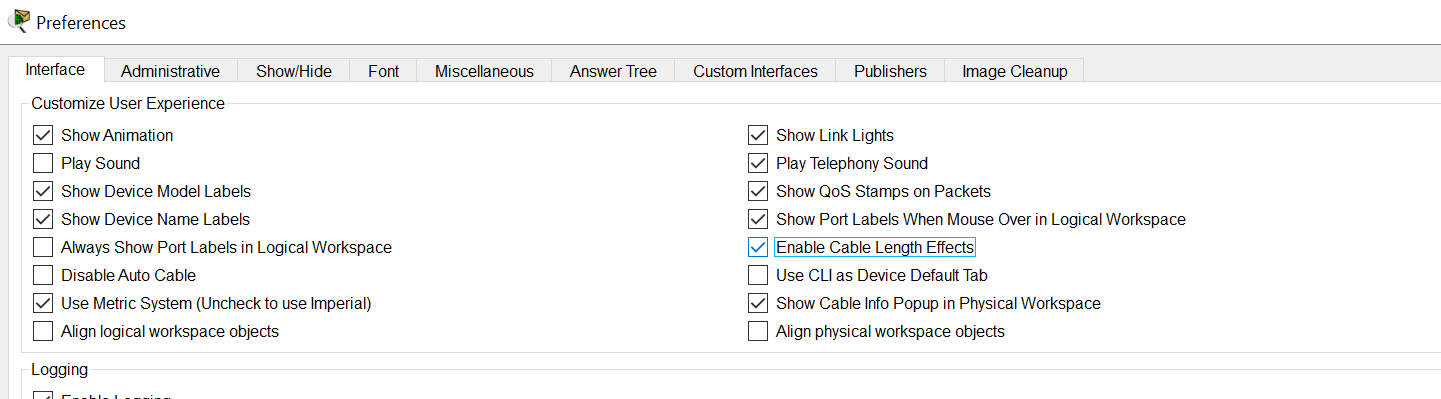 Preferences
Interface Administrative Show/Hide Font Miscellaneous Answer Tree Custom Interfaces Publishers Image Cleanup
Customize User Experience
Show Animation
Show Link Lights
Play Sound
Play Telephony Sound
Show Device Model Labels
Show QoS Stamps on Packets
Show Device Name Labels
Show Port Labels When Mouse Over in Logical Workspace
Always Show Port Labels in Logical Workspace
Enable Cable Length Effects
Disable Auto Cable
Use CLI as Device Default Tab
Use Metric System (Uncheck to use Imperial)
Show Cable Info Popup in Physical Workspace
Align logical workspace objects
Align physical workspace objects
Logging
Enable Logging